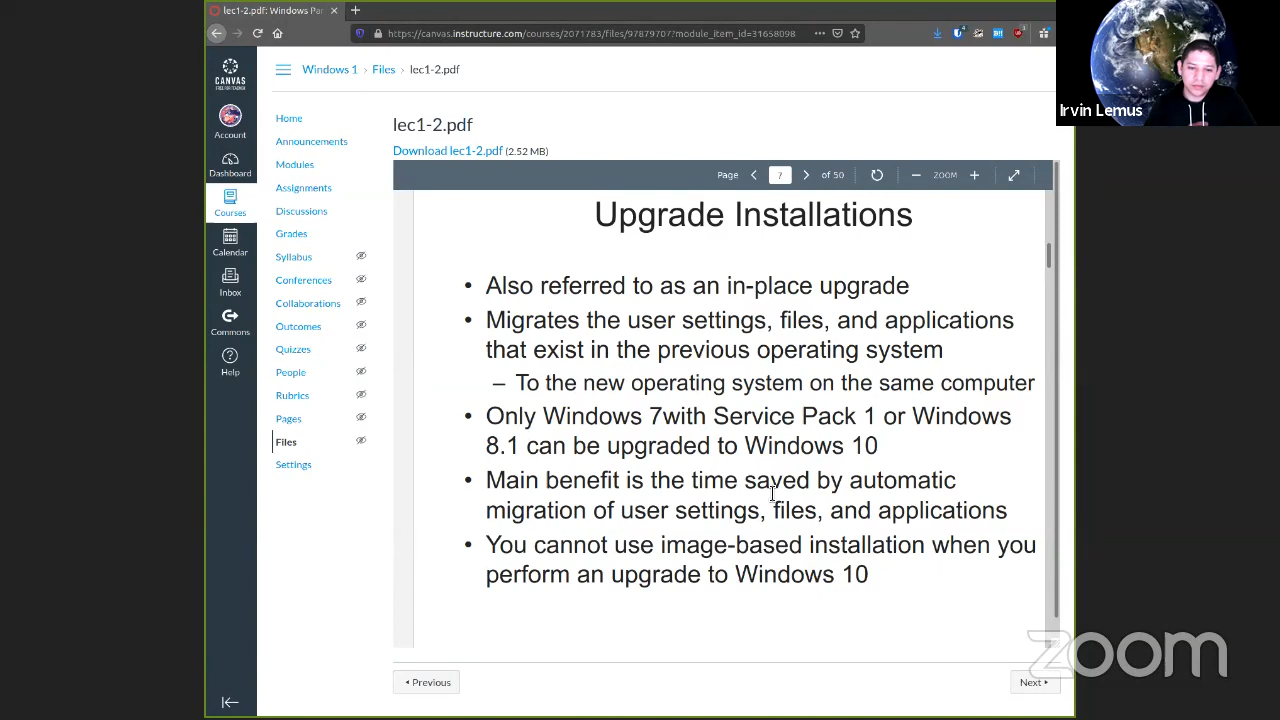 lec1-2.pdf: Windows Par
https://canvas.instructure.com/courses/2071783/files/97879707?module_item_id=31658098
Irvin Lemus
CANVAS
FREE FOR TEACHER
Account
Dashboard
Courses
Calendar
Inbox
Commons
Help
Windows 1 › Files › lec1-2.pdf
Home
Announcements
Modules
Assignments
Discussions
Grades
Syllabus
Conferences
Collaborations
Outcomes
Quizzes
People
Rubrics
Pages
Files
Settings
lec1-2.pdf
Download lec1-2.pdf (2.52 MB)
Page 7 of 50 ZOOM
Upgrade Installations
• Also referred to as an in-place upgrade
• Migrates the user settings, files, and applications
that exist in the previous operating system
– To the new operating system on the same computer
• Only Windows 7with Service Pack 1 or Windows
8.1 can be upgraded to Windows 10
• Main benefit is the time saved by automatic
migration of user settings, files, and applications
• You cannot use image-based installation when you
perform an upgrade to Windows 10
Previous
Next
zoom